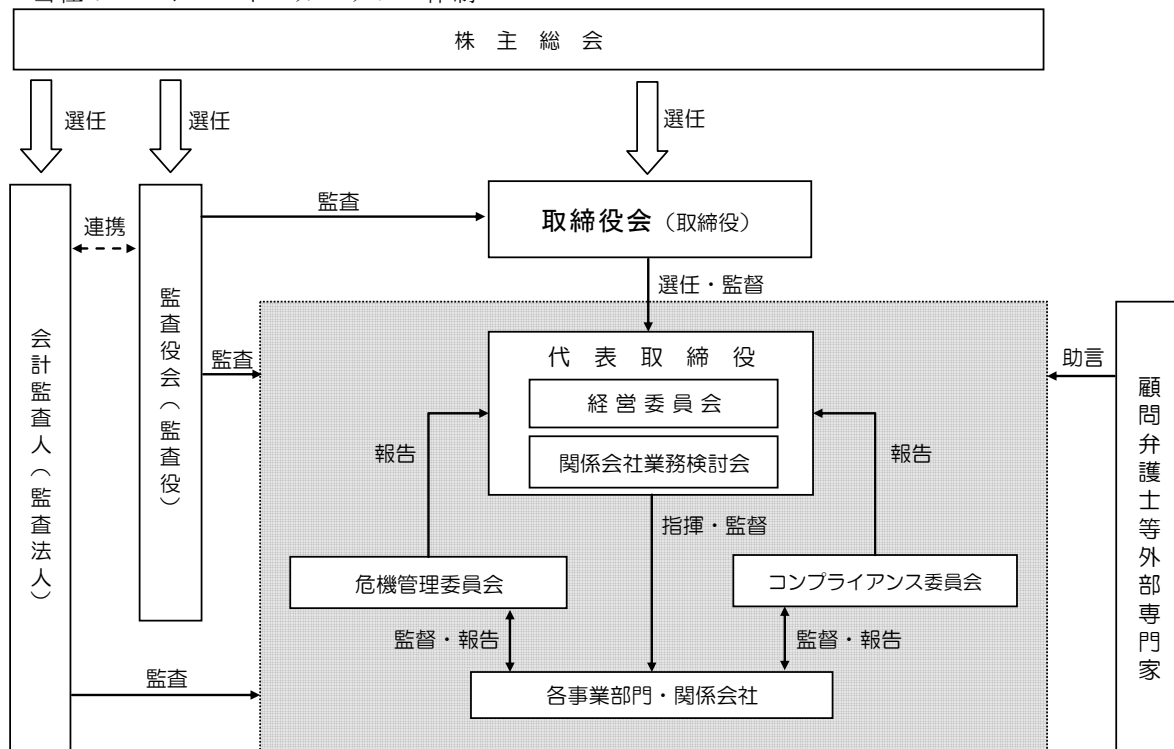 株主総会
選任
選任
選任
監査
取締役会（取締役）
連携
選任・監督
監査役会（監査役）
会計監査人（監査法人）
代表取締役
監査
助言
経営委員会
顧問弁護士等外部専門家
報告
関係会社業務検討会
報告
指揮・監督
危機管理委員会
コンプライアンス委員会
監督・報告
監督・報告
監査
各事業部門・関係会社